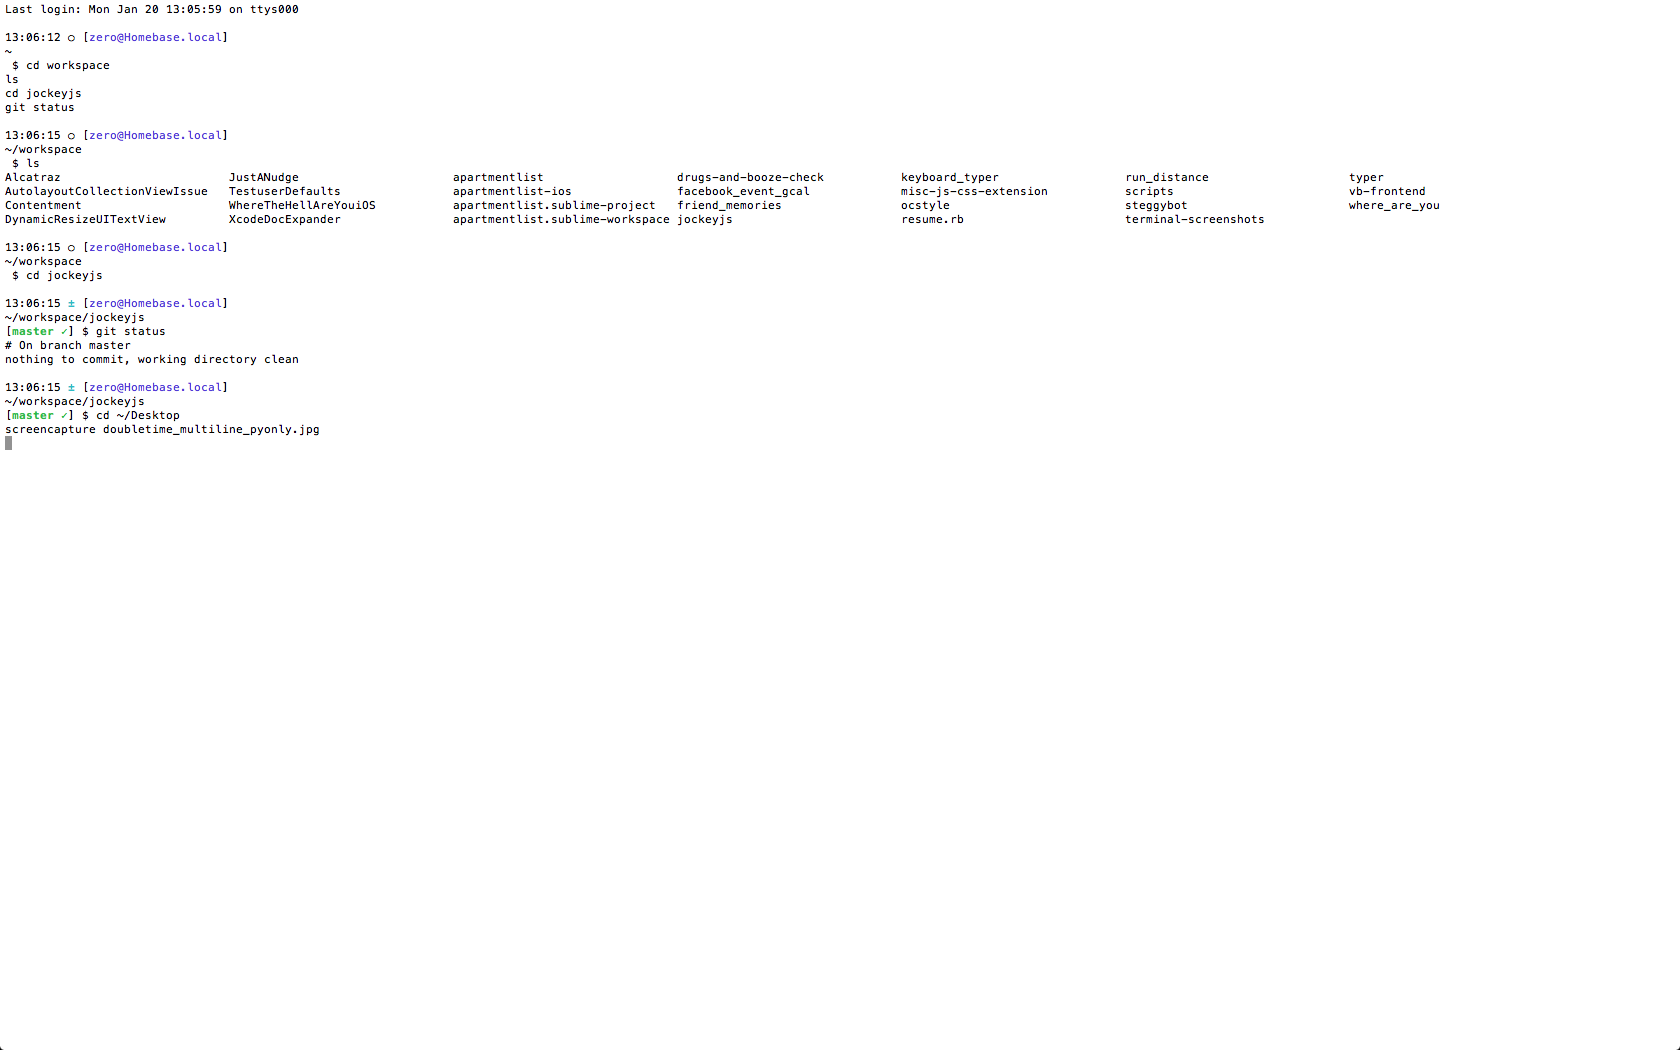 Last login: Mon Jan 20 13:05:59 on ttys000
13:06:12 ○ [zero@Homebase.local]
~
 $ cd workspace
ls
cd jockeyjs
git status
13:06:15 ○ [zero@Homebase.local]
~/workspace
 $ ls
Alcatraz JustANudge apartmentlist drugs-and-booze-check keyboard_typer run_distance typer
AutolayoutCollectionViewIssue TestuserDefaults apartmentlist-ios facebook_event_gcal misc-js-css-extension scripts vb-frontend
Contentment WhereTheHellAreYouiOS apartmentlist.sublime-project friend_memories ocstyle steggybot where_are_you
DynamicResizeUITextView XcodeDocExpander apartmentlist.sublime-workspace jockeyjs resume.rb terminal-screenshots
13:06:15 ○ [zero@Homebase.local]
~/workspace
 $ cd jockeyjs
13:06:15 ± [zero@Homebase.local]
~/workspace/jockeyjs
[master ✓] $ git status
# On branch master
nothing to commit, working directory clean
13:06:15 ± [zero@Homebase.local]
~/workspace/jockeyjs
[master ✓] $ cd ~/Desktop
screencapture doubletime_multiline_pyonly.jpg